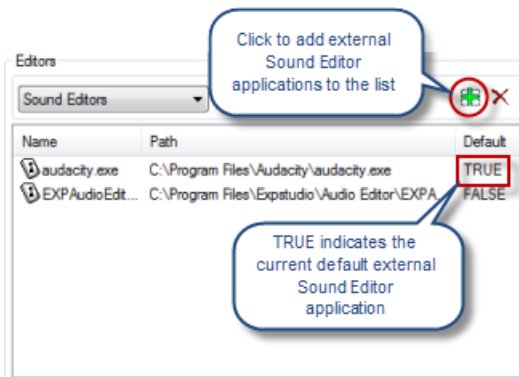 Click to add external
Sound Editor
applications to the list
Editors
Sound Editors
Name Path Default
audacity.exe C:\Program Files\Audacity\audacity.exe TRUE
EXPAudioEdit... C:\Program Files\Expstudio\Audio Editor\EXPA... FALSE
TRUE indicates the
current default external
Sound Editor
application